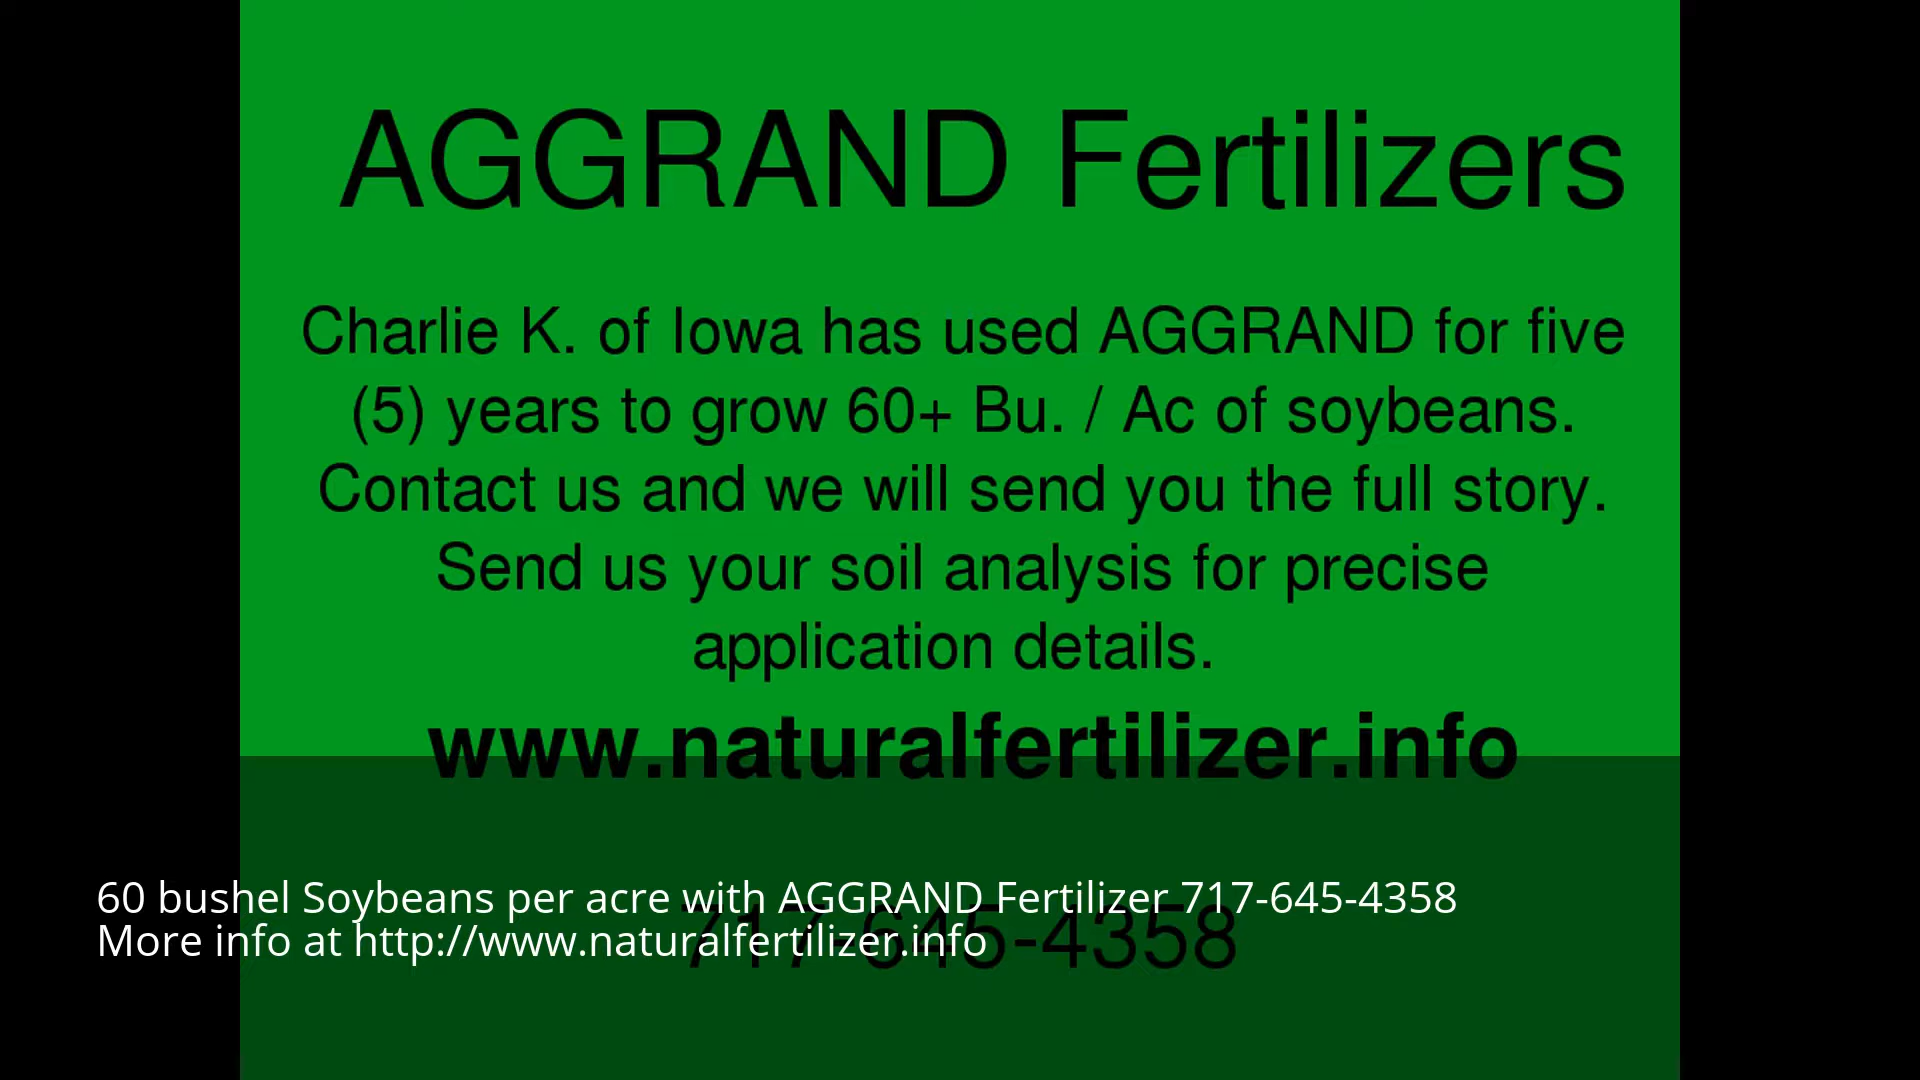 AGGRAND Fertilizers
Charlie K. of Iowa has used AGGRAND for five
(5) years to grow 60+ Bu. / Ac of soybeans.
Contact us and we will send you the full story.
Send us your soil analysis for precise
application details.
www.naturalfertilizer.info
60 bushel Soybeans per acre with AGGRAND Fertilizer 717-645-4358
717-645-4358
More info at http://www.naturalfertilizer.info